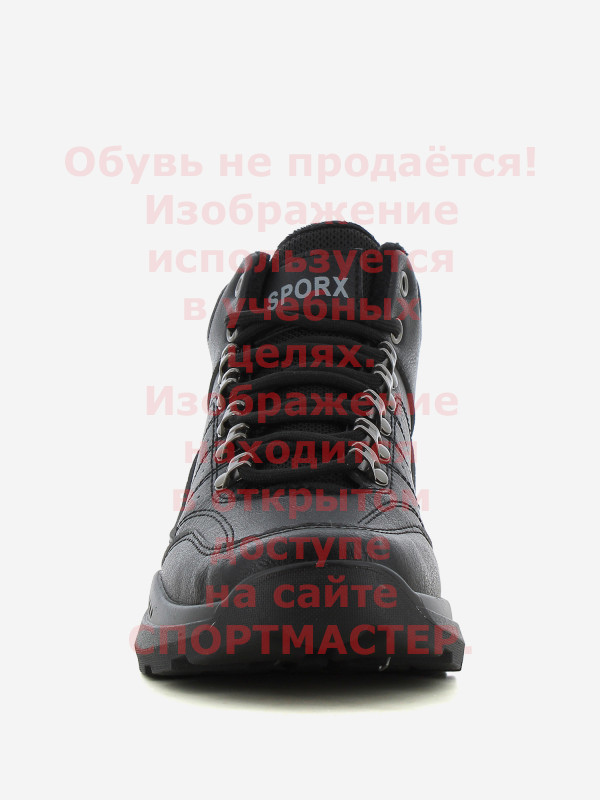 Обувь не продаётся!
Изображение
используется
SPORX
в учебных
целях.
Изображение
находится
в открытом
доступе
на сайте
СПОРТМАСТЕР.